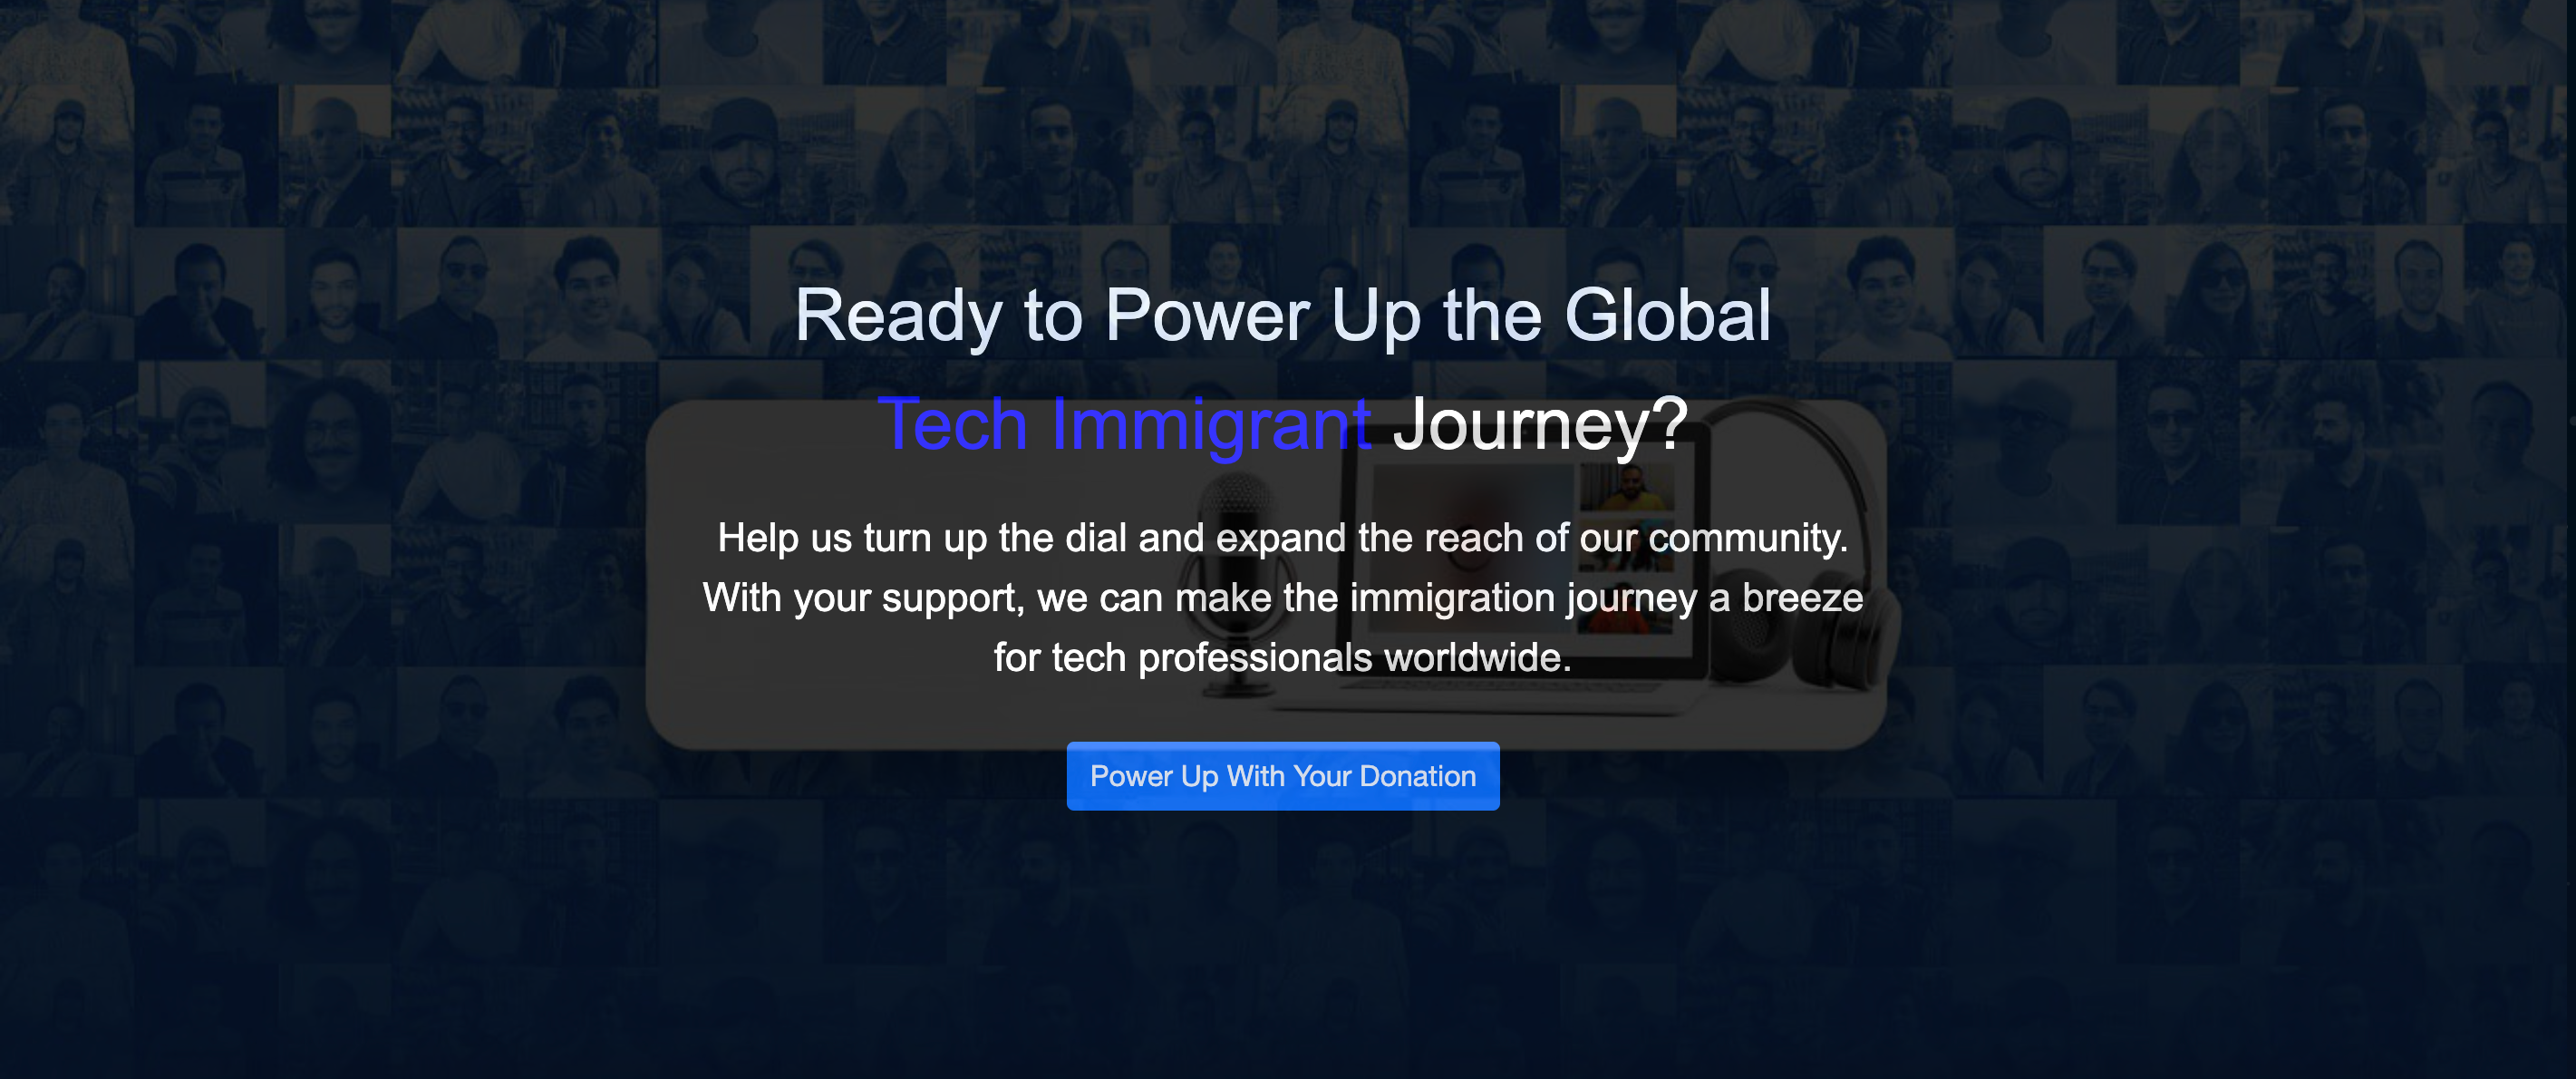 Ready to Power Up the Global
Tech Immigrant Journey?
Help us turn up the dial and expand the reach of our community.
With your support, we can make the immigration journey a breeze
for tech professionals worldwide.
Power Up With Your Donation